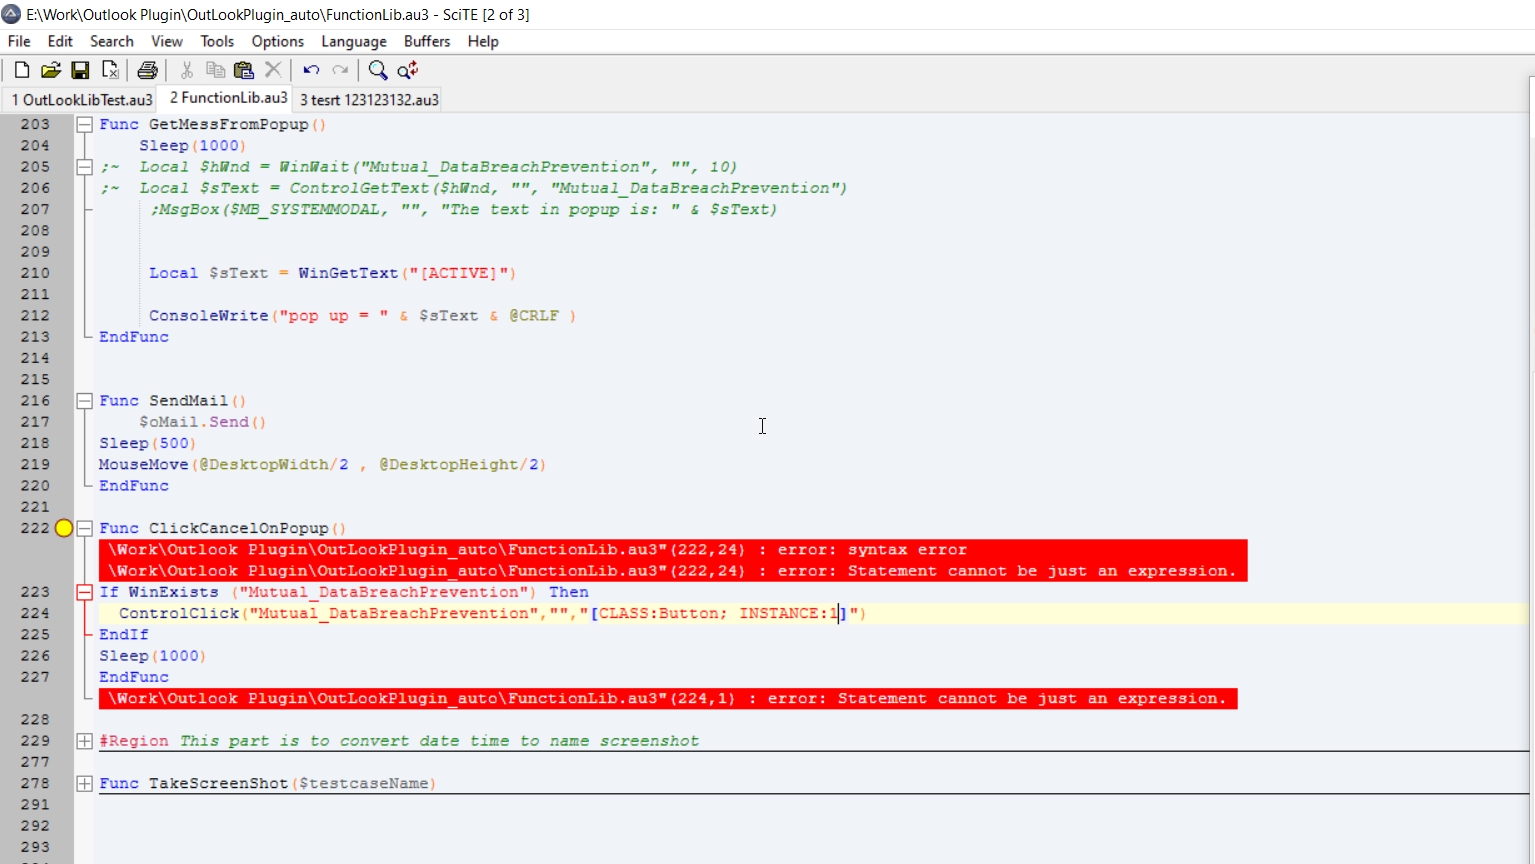 E:\Work\Outlook Plugin\OutLookPlugin_auto\FunctionLib.au3 - SciTE [2 of 3]
File Edit Search View Tools Options Language Buffers Help
1 OutLookLibTest.au3 2 FunctionLib.au3 3 tesrt 123123132.au3
203 Func GetMessFromPopup()
204 Sleep(1000)
205 ;~ Local $hWnd = WinWait("Mutual_DataBreachPrevention", "", 10)
206 ;~ Local $sText = ControlGetText($hWnd, "", "Mutual_DataBreachPrevention")
207 ;MsgBox($MB_SYSTEMMODAL, "", "The text in popup is: " & $sText)
208
209
210 Local $sText = WinGetText("[ACTIVE]")
211
212 ConsoleWrite("pop up = " & $sText & @CRLF )
213 EndFunc
214
215
216 Func SendMail()
217 $oMail.Send()
218 Sleep(500)
219 MouseMove(@DesktopWidth/2 , @DesktopHeight/2)
220 EndFunc
221
222 Func ClickCancelOnPopup()
\Work\Outlook Plugin\OutLookPlugin_auto\FunctionLib.au3"(222,24) : error: syntax error
\Work\Outlook Plugin\OutLookPlugin_auto\FunctionLib.au3"(222,24) : error: Statement cannot be just an expression.
223 If WinExists ("Mutual_DataBreachPrevention") Then
224 ControlClick("Mutual_DataBreachPrevention","","[CLASS:Button; INSTANCE:1]")
225 EndIf
226 Sleep(1000)
227 EndFunc
\Work\Outlook Plugin\OutLookPlugin_auto\FunctionLib.au3"(224,1) : error: Statement cannot be just an expression.
228
229 #Region This part is to convert date time to name screenshot
277
278 Func TakeScreenShot($testcaseName)
291
292
293